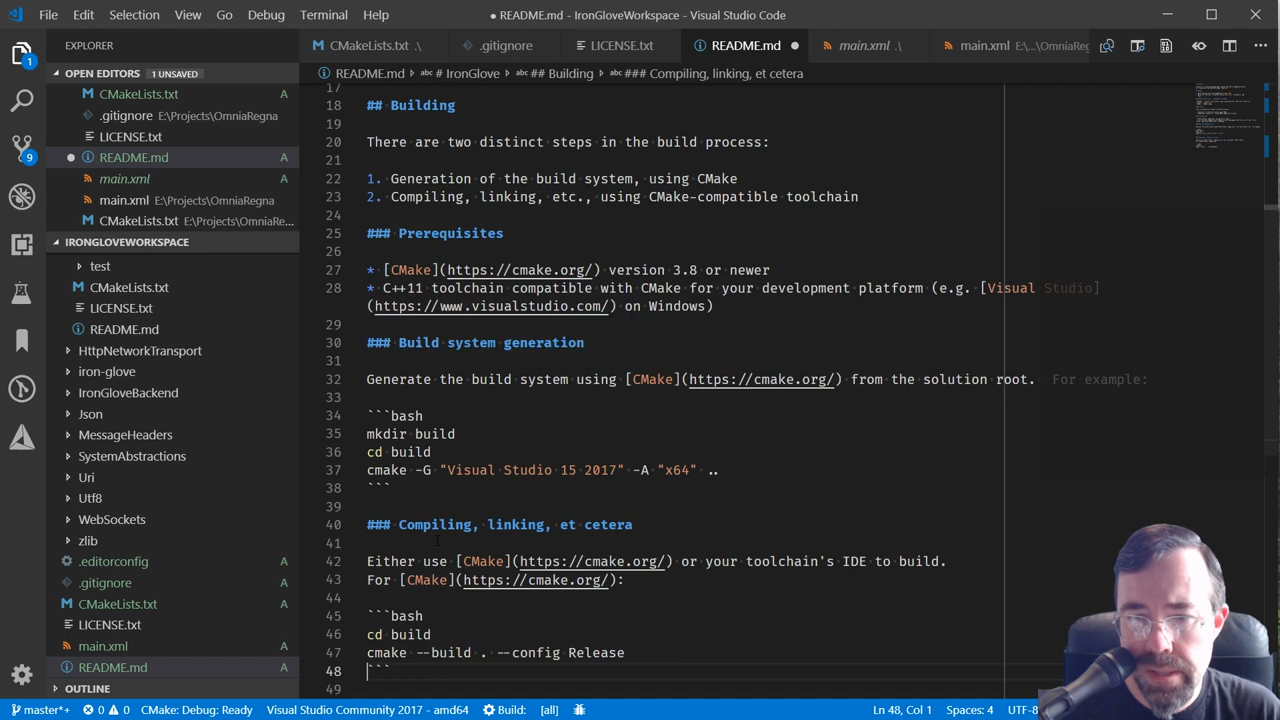 File Edit Selection View Go Debug Terminal Help
● README.md - IronGloveWorkspace - Visual Studio Code
EXPLORER
CMakeLists.txt .\
.gitignore
LICENSE.txt
README.md ●
main.xml .\
main.xml E:\...\OmniaReg
README.md › # IronGlove › ## Building › ### Compiling, linking, et cetera
OPEN EDITORS 1 UNSAVED
CMakeLists.txt A
.gitignore E:\Projects\OmniaRegna A
LICENSE.txt A
● README.md A
main.xml A
main.xml E:\Projects\OmniaRegna
CMakeLists.txt E:\Projects\OmniaRe...
IRONGLOVEWORKSPACE
test
CMakeLists.txt
LICENSE.txt
README.md
HttpNetworkTransport
iron-glove
IronGloveBackend
Json
MessageHeaders
SystemAbstractions
Uri
Utf8
WebSockets
zlib
.editorconfig A
.gitignore A
CMakeLists.txt A
LICENSE.txt A
main.xml A
README.md A
OUTLINE
1
9
17
18 ## Building
19
20 There are two distinct steps in the build process:
21
22 1. Generation of the build system, using CMake
23 2. Compiling, linking, etc., using CMake-compatible toolchain
24
25 ### Prerequisites
26
27 * [CMake](https://cmake.org/) version 3.8 or newer
28 * C++11 toolchain compatible with CMake for your development platform (e.g. [Visual Studio]
(https://www.visualstudio.com/) on Windows)
29
30 ### Build system generation
31
32 Generate the build system using [CMake](https://cmake.org/) from the solution root. For example:
33
34 ```bash
35 mkdir build
36 cd build
37 cmake -G "Visual Studio 15 2017" -A "x64" ..
38 ```
39
40 ### Compiling, linking, et cetera
41
42 Either use [CMake](https://cmake.org/) or your toolchain's IDE to build.
43 For [CMake](https://cmake.org/):
44
45 ```bash
46 cd build
47 cmake --build . --config Release
48 ```
49
master*+ 0 0 CMake: Debug: Ready Visual Studio Community 2017 - amd64 Build: [all] Ln 48, Col 1 Spaces: 4 UTF-8